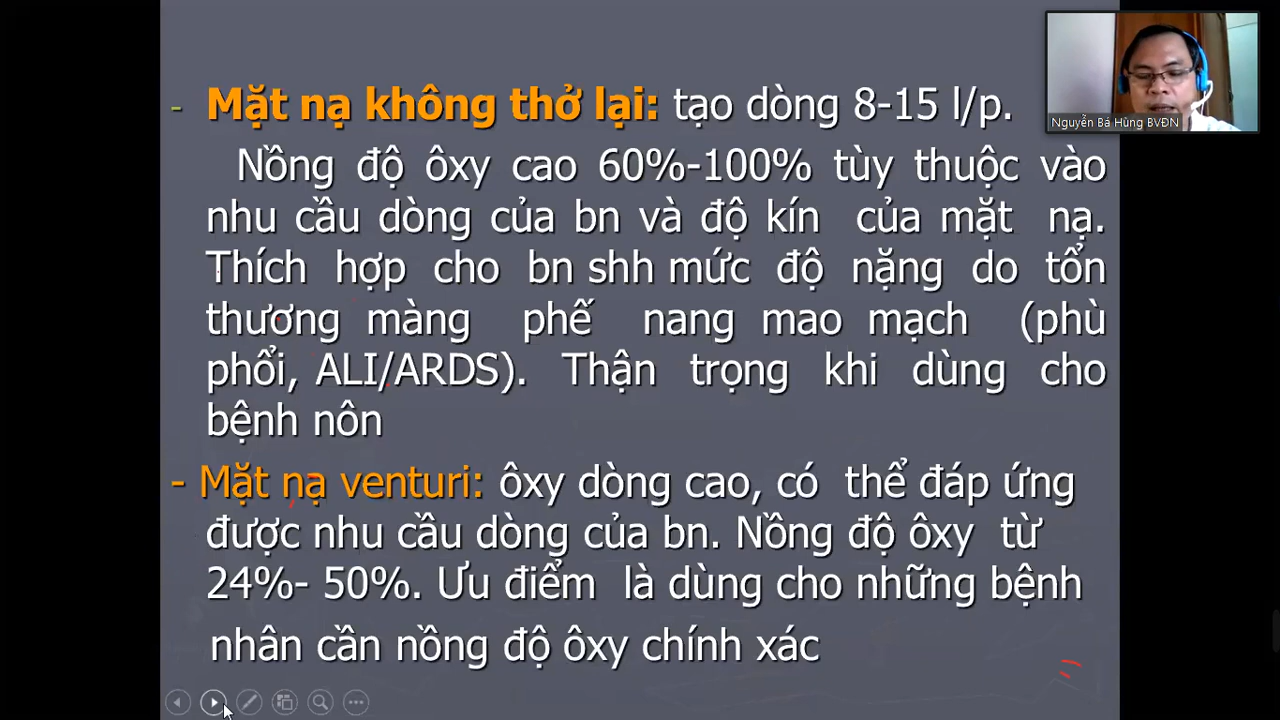 - Mặt nạ không thở lại: tạo dòng 8-15 l/p.
Nồng độ ôxy cao 60%-100% tùy thuộc vào
nhu cầu dòng của bn và độ kín của mặt nạ.
Thích hợp cho bn shh mức độ nặng do tổn
thương màng phế nang mao mạch (phù
phổi, ALI/ARDS). Thận trọng khi dùng cho
bệnh nôn
- Mặt nạ venturi: ôxy dòng cao, có thể đáp ứng
được nhu cầu dòng của bn. Nồng độ ôxy từ
24%- 50%. Ưu điểm là dùng cho những bệnh
nhân cần nồng độ ôxy chính xác
Nguyễn Bá Hùng BVĐN